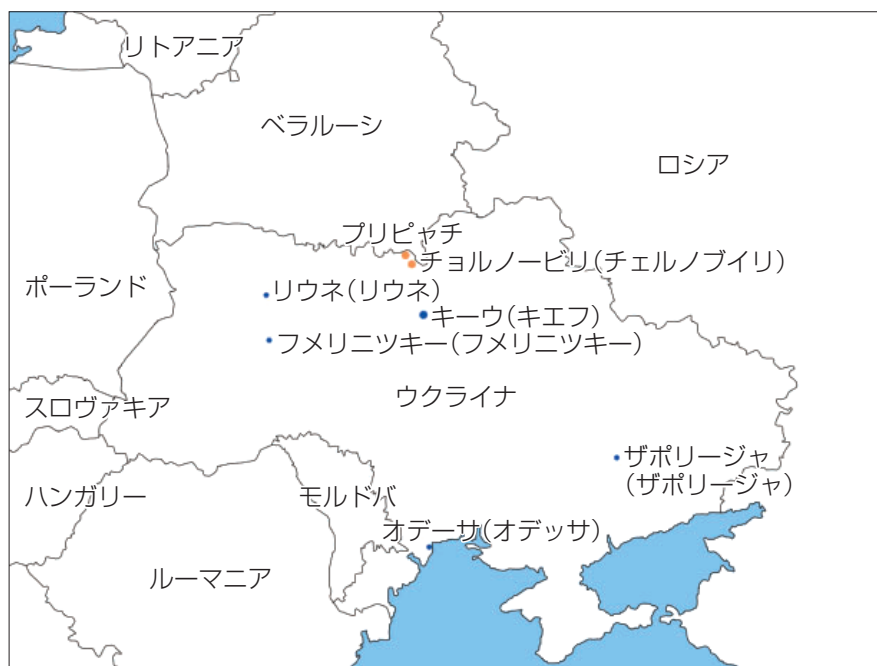 リトアニア
ベラルーシ
ロシア
プリピャチ
チョルノービリ(チェルノブイリ)
ポーランド
リウネ(リウネ)
キーウ(キエフ)
フメリニツキー(フメリニツキー)
ウクライナ
スロヴァキア
ザポリージャ
(ザポリージャ)
ハンガリー
モルドバ
オデーサ(オデッサ)
ルーマニア